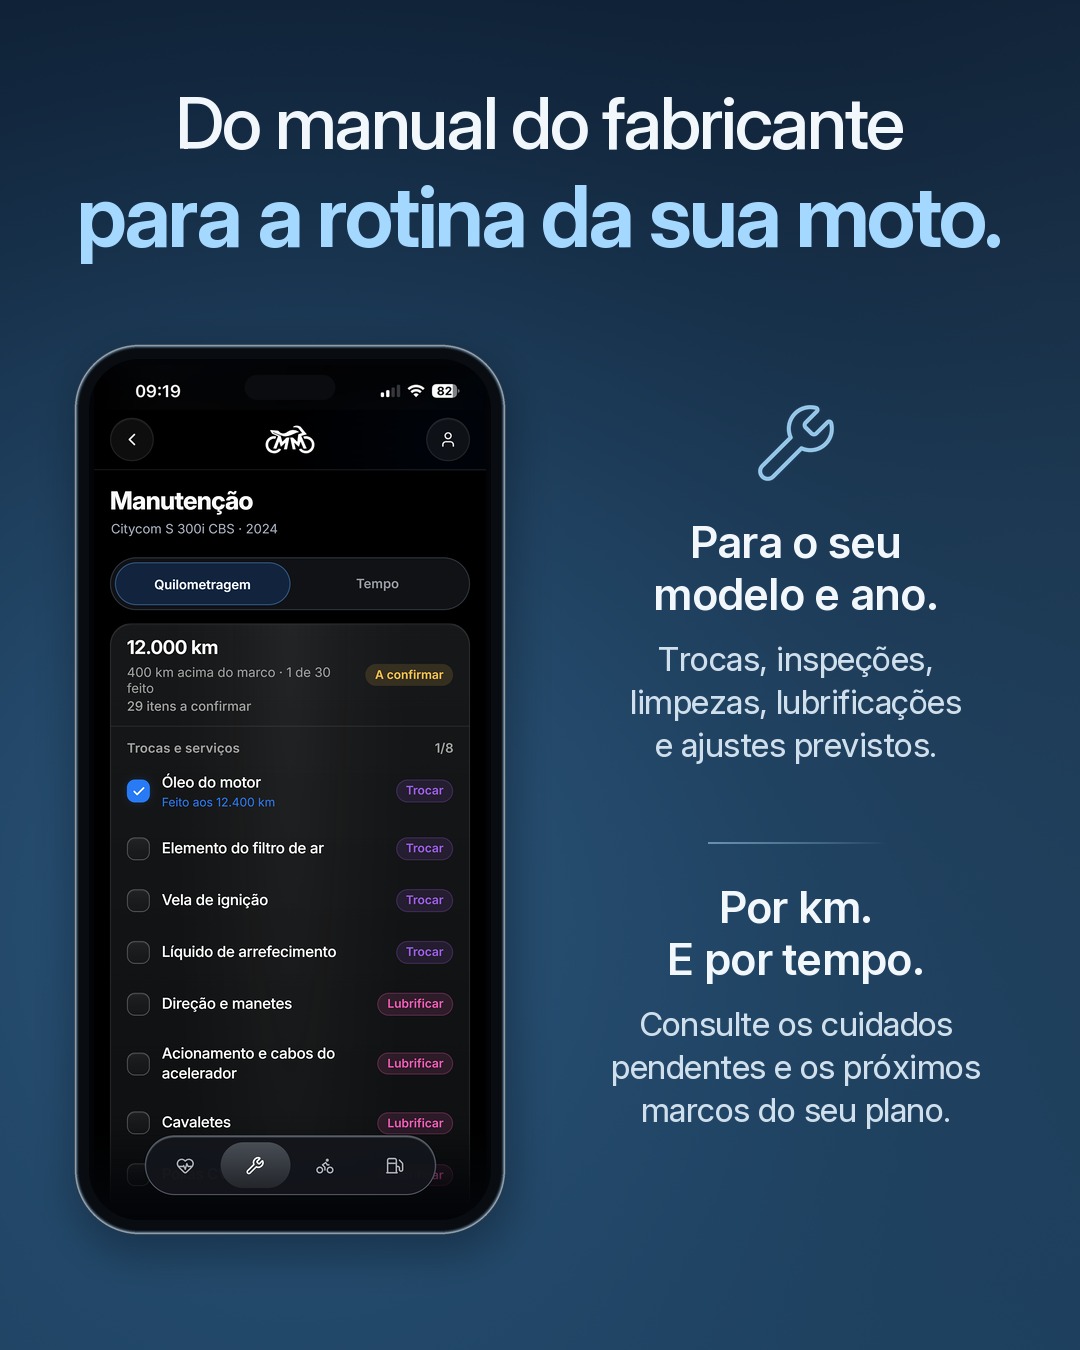 Do manual do fabricante
para a rotina da sua moto.
09:19
82
MM
Manutenção
Citycom S 300i CBS · 2024
Quilometragem
Tempo
12.000 km
400 km acima do marco · 1 de 30
feito
29 itens a confirmar
A confirmar
Trocas e serviços
1/8
Óleo do motor
Feito aos 12.400 km
Trocar
Elemento do filtro de ar
Trocar
Vela de ignição
Trocar
Líquido de arrefecimento
Trocar
Direção e manetes
Lubrificar
Acionamento e cabos do
acelerador
Lubrificar
Cavaletes
Lubrificar
Para o seu
modelo e ano.
Trocas, inspeções,
limpezas, lubrificações
e ajustes previstos.
Por km.
E por tempo.
Consulte os cuidados
pendentes e os próximos
marcos do seu plano.